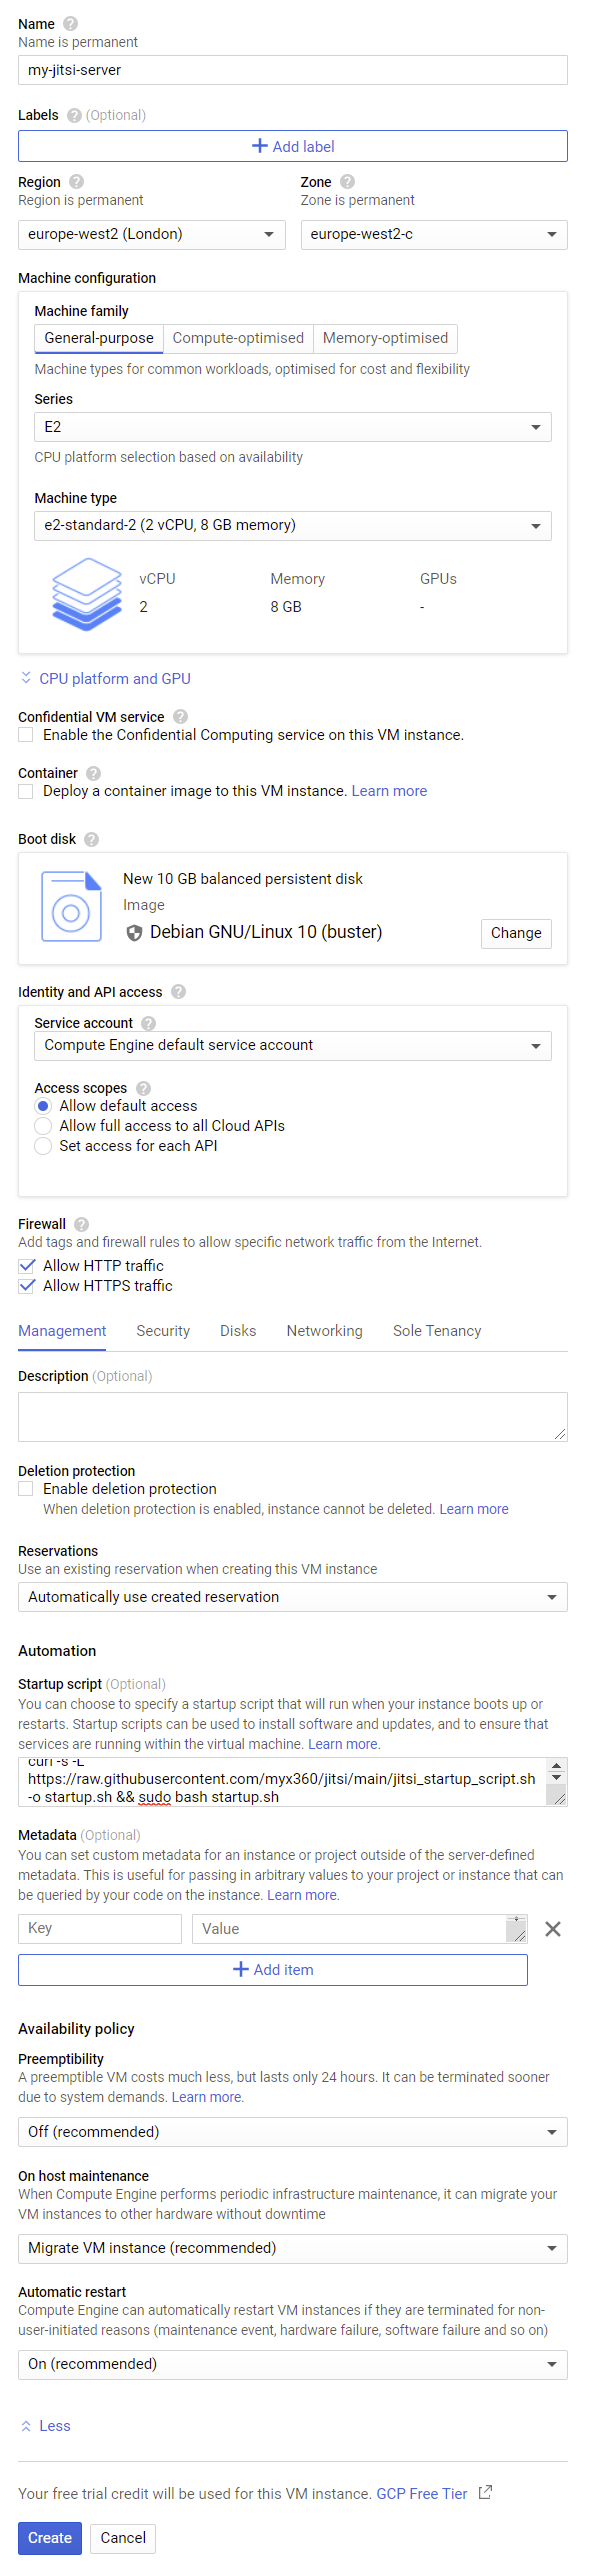 Name
Name is permanent
my-jitsi-server
Labels (Optional)
Add label
Region
Region is permanent
Zone
Zone is permanent
europe-west2 (London)
europe-west2-c
Machine configuration
Machine family
General-purpose
Compute-optimised
Memory-optimised
Machine types for common workloads, optimised for cost and flexibility
Series
E2
CPU platform selection based on availability
Machine type
e2-standard-2 (2 vCPU, 8 GB memory)
vCPU
Memory
GPUs
2
8 GB
-
CPU platform and GPU
Confidential VM service
Enable the Confidential Computing service on this VM instance.
Container
Deploy a container image to this VM instance. Learn more
Boot disk
New 10 GB balanced persistent disk
Image
Debian GNU/Linux 10 (buster)
Change
Identity and API access
Service account
Compute Engine default service account
Access scopes
Allow default access
Allow full access to all Cloud APIs
Set access for each API
Firewall
Add tags and firewall rules to allow specific network traffic from the Internet.
Allow HTTP traffic
Allow HTTPS traffic
Management
Security
Disks
Networking
Sole Tenancy
Description (Optional)
Deletion protection
Enable deletion protection
When deletion protection is enabled, instance cannot be deleted. Learn more
Reservations
Use an existing reservation when creating this VM instance
Automatically use created reservation
Automation
Startup script (Optional)
You can choose to specify a startup script that will run when your instance boots up or
restarts. Startup scripts can be used to install software and updates, and to ensure that
services are running within the virtual machine. Learn more.
curl -s -L
https://raw.githubusercontent.com/myx360/jitsi/main/jitsi_startup_script.sh
-o startup.sh && sudo bash startup.sh
Metadata (Optional)
You can set custom metadata for an instance or project outside of the server-defined
metadata. This is useful for passing in arbitrary values to your project or instance that can
be queried by your code on the instance. Learn more.
Key
Value
Add item
Availability policy
Preemptibility
A preemptible VM costs much less, but lasts only 24 hours. It can be terminated sooner
due to system demands. Learn more.
Off (recommended)
On host maintenance
When Compute Engine performs periodic infrastructure maintenance, it can migrate your
VM instances to other hardware without downtime
Migrate VM instance (recommended)
Automatic restart
Compute Engine can automatically restart VM instances if they are terminated for non-
user-initiated reasons (maintenance event, hardware failure, software failure and so on)
On (recommended)
Less
Your free trial credit will be used for this VM instance. GCP Free Tier
Create
Cancel